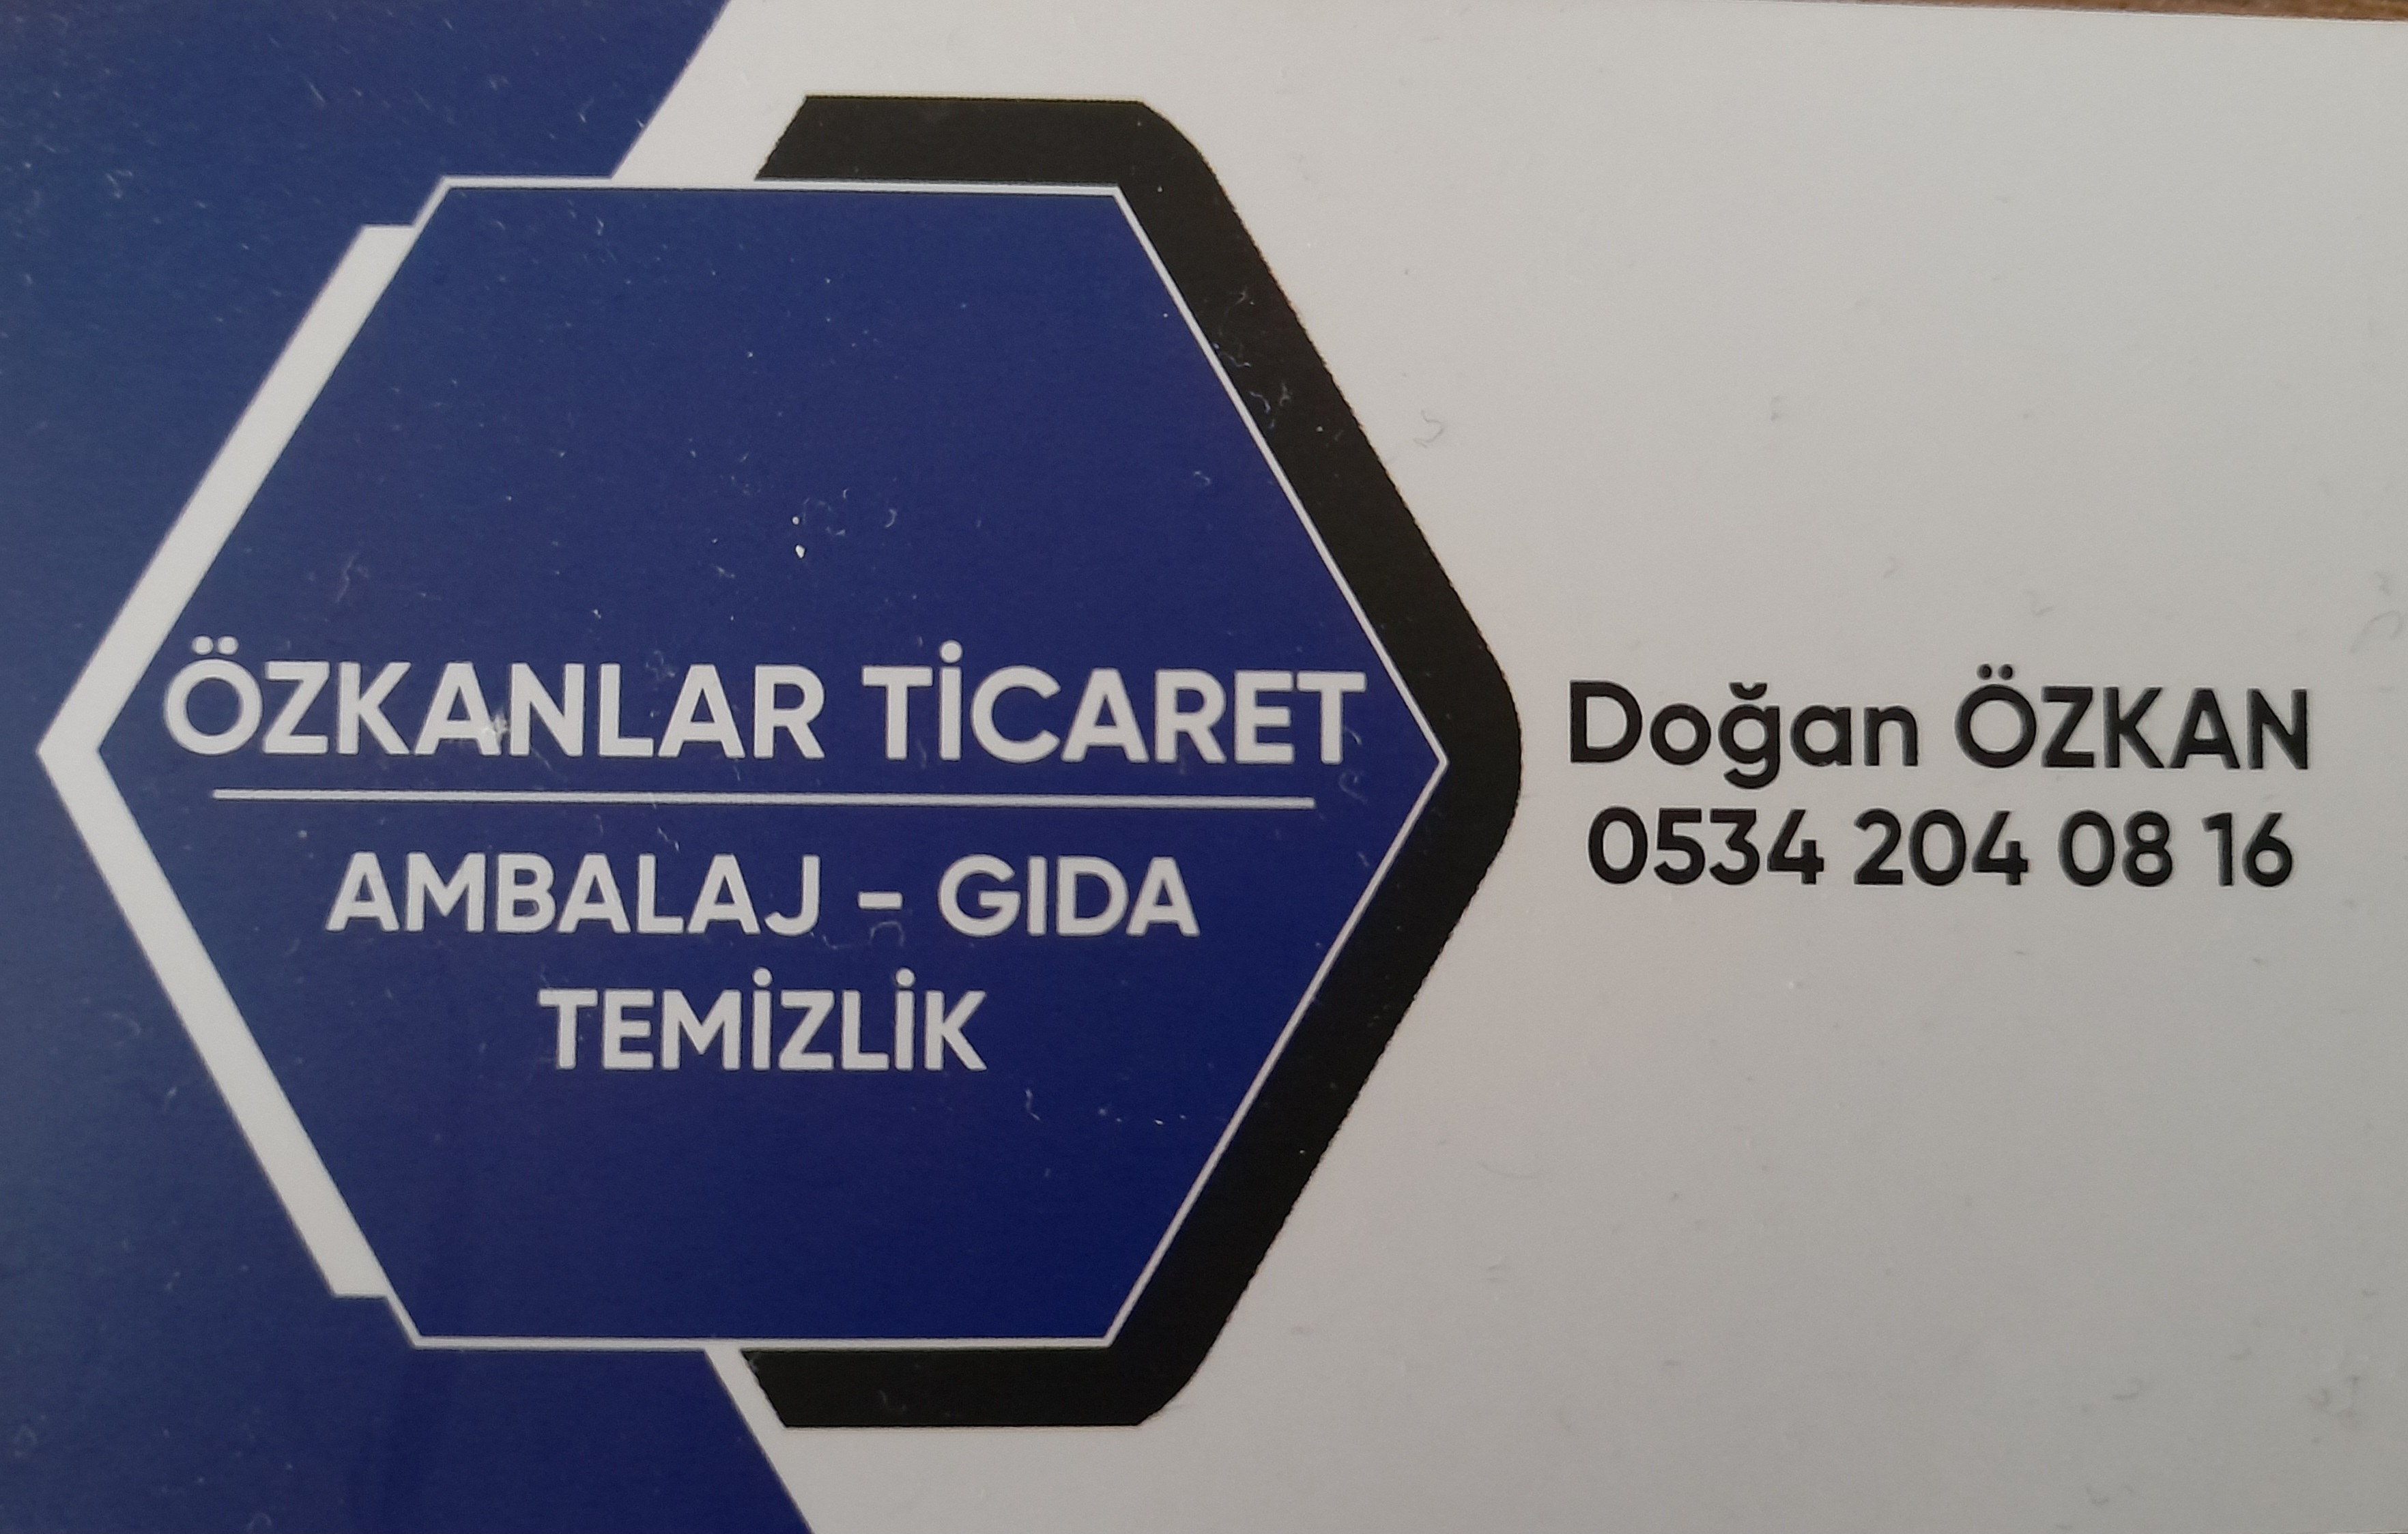 ÖZKANLAR TİCARET
AMBALAJ - GIDA
TEMİZLİK
Doğan ÖZKAN
0534 204 08 16